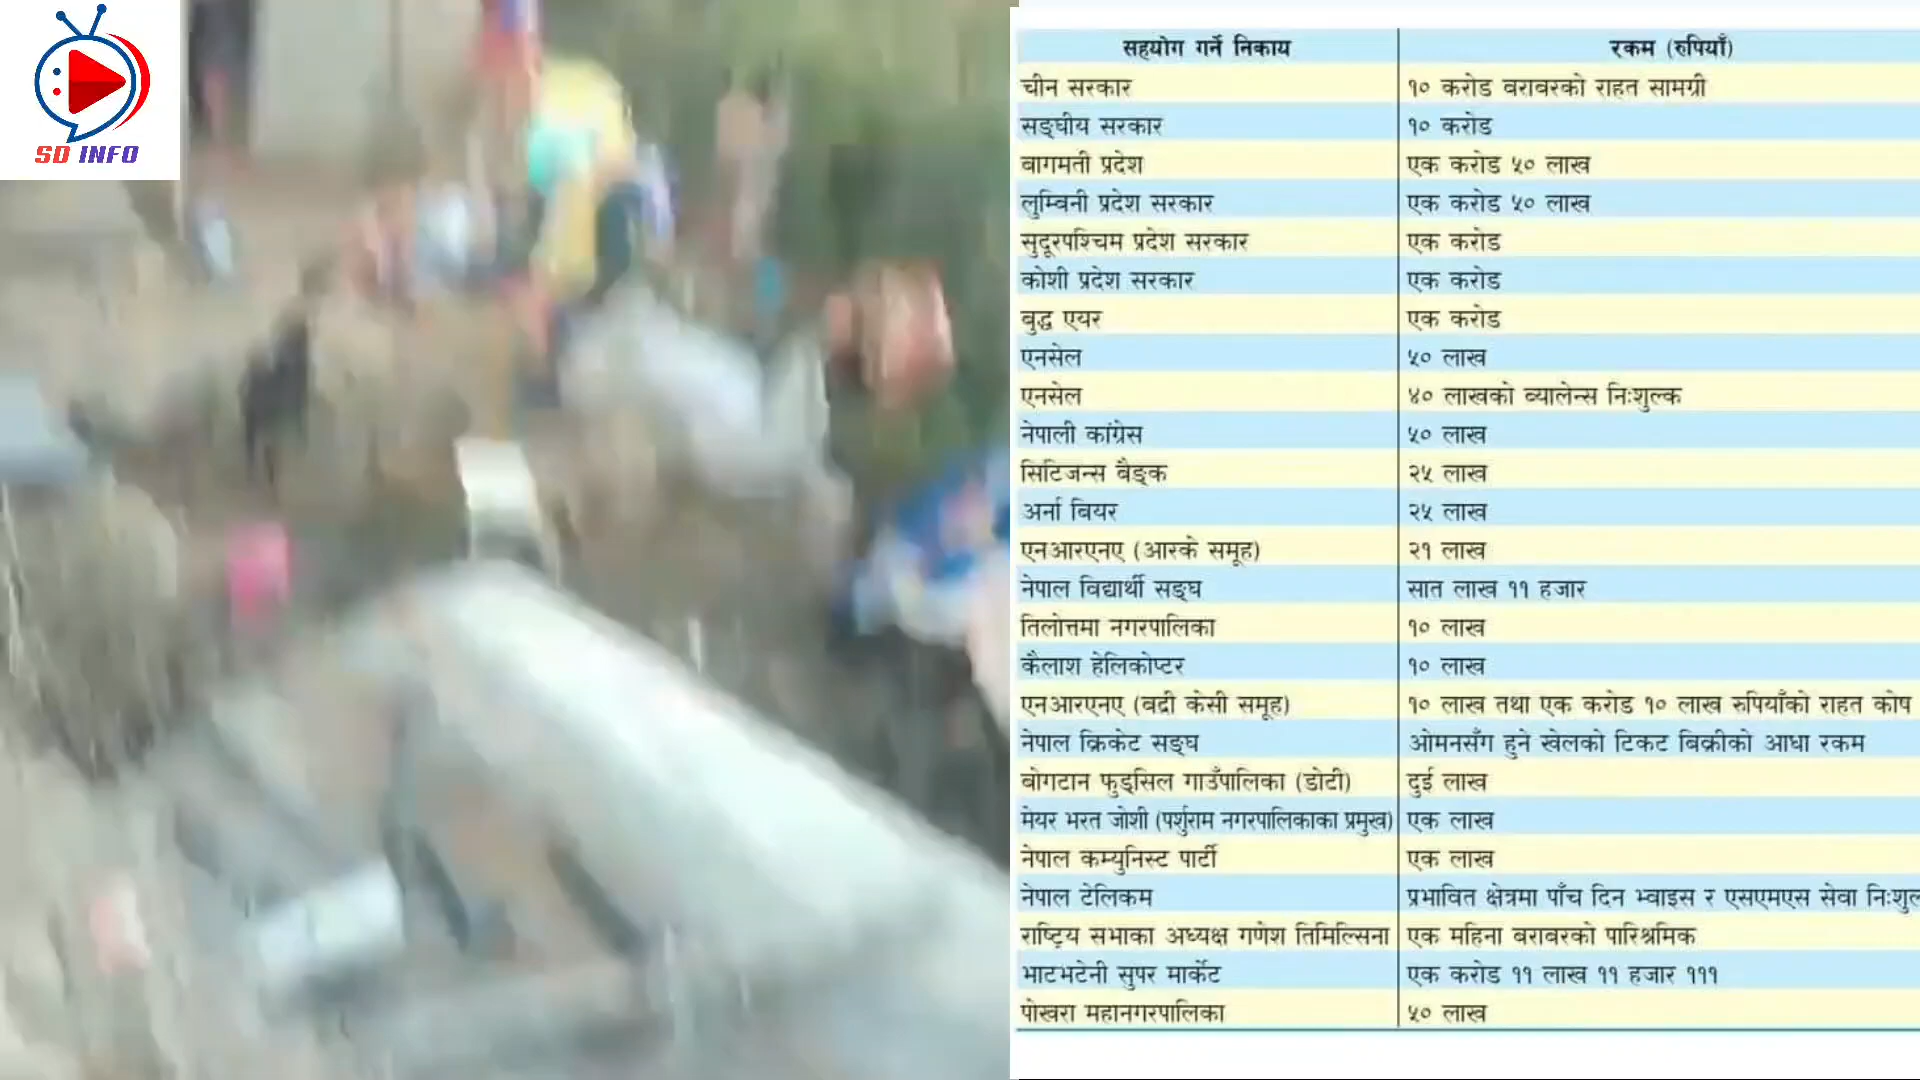 SD INFO
सहयोग गर्ने निकाय रकम (रुपियाँ)
चीन सरकार १० करोड बराबरको राहत सामग्री
सङ्घीय सरकार १० करोड
बागमती प्रदेश एक करोड ५० लाख
लुम्बिनी प्रदेश सरकार एक करोड ५० लाख
सुदूरपश्चिम प्रदेश सरकार एक करोड
कोशी प्रदेश सरकार एक करोड
बुद्ध एयर एक करोड
एनसेल ५० लाख
एनसेल ४० लाखको ब्यालेन्स निःशुल्क
नेपाली कांग्रेस ५० लाख
सिटिजन्स बैङ्क २५ लाख
अर्ना बियर २५ लाख
एनआरएनए (आरके समूह) २१ लाख
नेपाल विद्यार्थी सङ्घ सात लाख ११ हजार
तिलोत्तमा नगरपालिका १० लाख
कैलाश हेलिकोप्टर १० लाख
एनआरएनए (बद्री केसी समूह) १० लाख तथा एक करोड १० लाख रुपियाँको राहत कोष
नेपाल क्रिकेट सङ्घ ओमनसँग हुने खेलको टिकट बिक्रीको आधा रकम
बोगटान फुड्सिल गाउँपालिका (डोटी) दुई लाख
मेयर भरत जोशी (पर्शुराम नगरपालिकाका प्रमुख) एक लाख
नेपाल कम्युनिस्ट पार्टी एक लाख
नेपाल टेलिकम प्रभावित क्षेत्रमा पाँच दिन भ्वाइस र एसएमएस सेवा निःशुल
राष्ट्रिय सभाका अध्यक्ष गणेश तिमिल्सिना एक महिना बराबरको पारिश्रमिक
भाटभटेनी सुपर मार्केट एक करोड ११ लाख ११ हजार १११
पोखरा महानगरपालिका ५० लाख